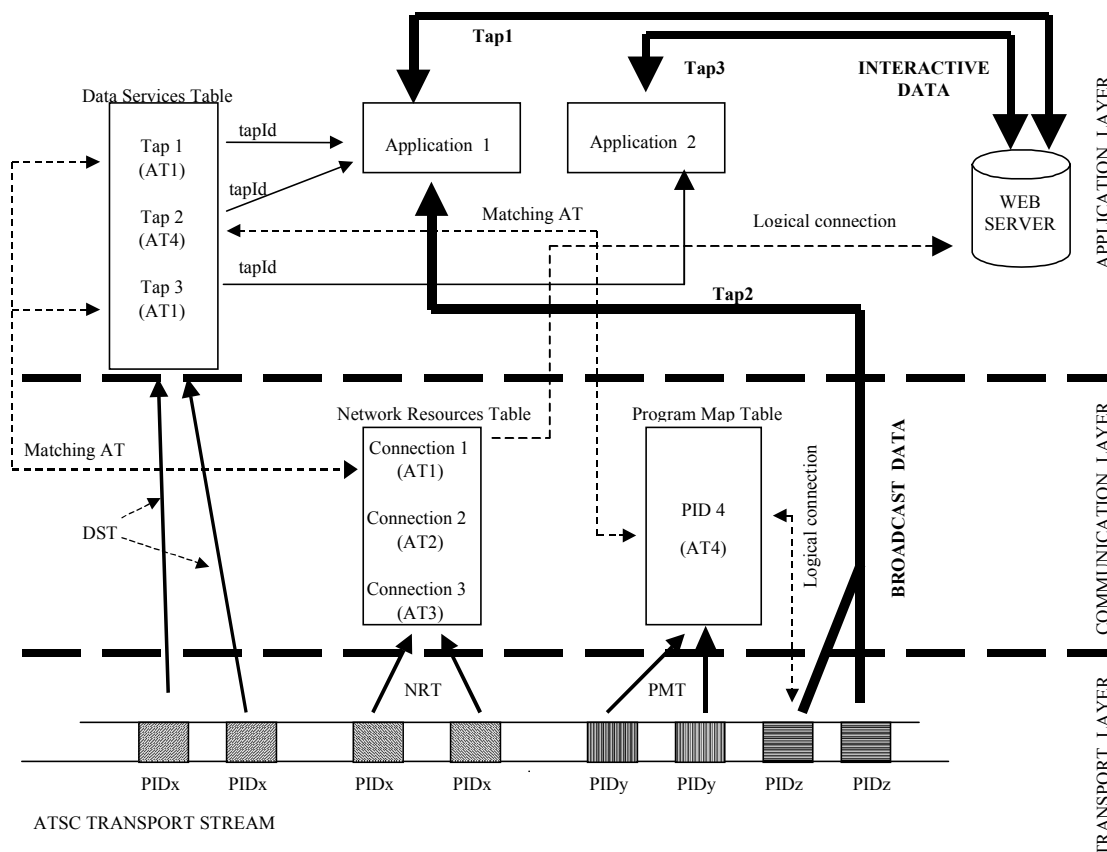 Tap1
Tap3
INTERACTIVE
DATA
Data Services Table
Tap 1
(AT1)
Tap 2
(AT4)
Tap 3
(AT1)
tapId
tapId
tapId
Application 1
Application 2
Matching AT
Logical connection
WEB
SERVER
Tap2
APPLICATION LAYER
Network Resources Table
Program Map Table
Matching AT
Connection 1
(AT1)
Connection 2
(AT2)
Connection 3
(AT3)
PID 4
(AT4)
DST
Logical connection
BROADCAST DATA
COMMUNICATION LAYER
NRT
PMT
PIDx
PIDx
PIDx
PIDx
PIDy
PIDy
PIDz
PIDz
ATSC TRANSPORT STREAM
TRANSPORT LAYER